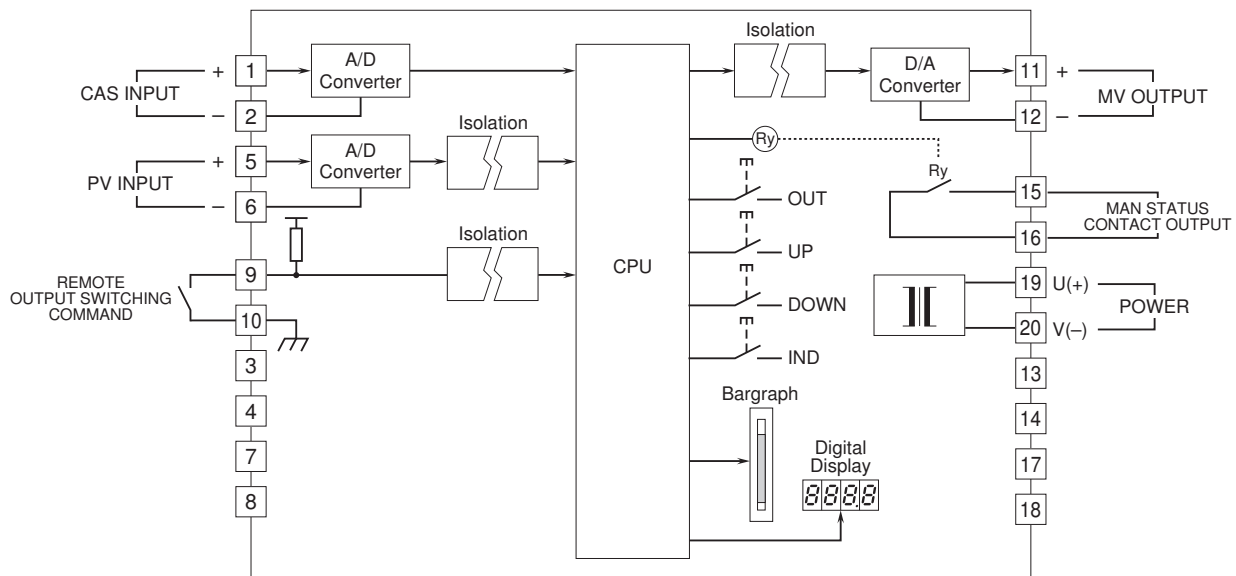 CAS INPUT
+
−
1
2
A/D
Converter
PV INPUT
+
−
5
6
A/D
Converter
Isolation
REMOTE
OUTPUT SWITCHING
COMMAND
9
10
Isolation
3
4
7
8
CPU
Isolation
D/A
Converter
11
12
+
−
MV OUTPUT
Ry
Ry
15
16
MAN STATUS
CONTACT OUTPUT
OUT
UP
DOWN
IND
19
20
U(+)
V(−)
POWER
13
14
17
18
Bargraph
Digital
Display
888.8